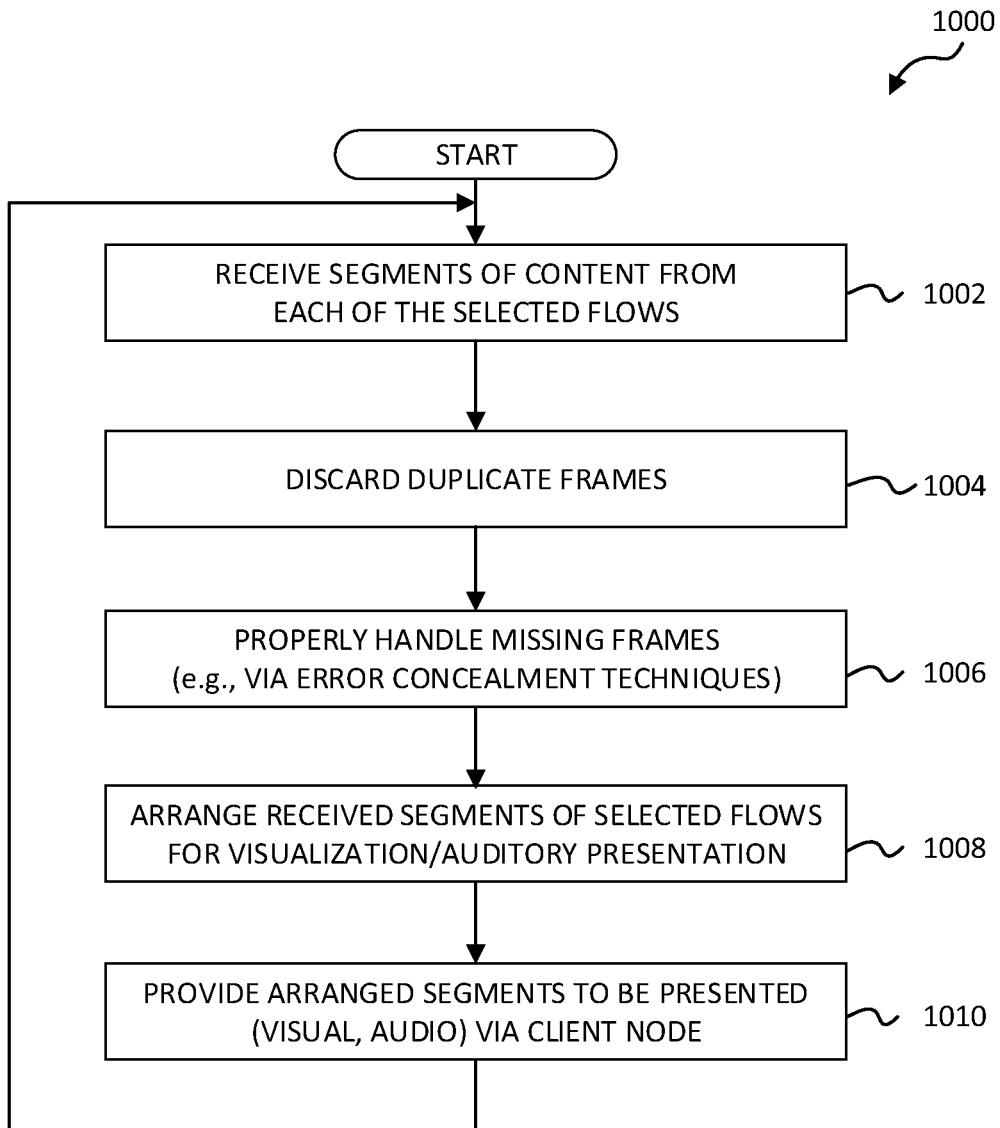 1000
START
RECEIVE SEGMENTS OF CONTENT FROM
EACH OF THE SELECTED FLOWS
1002
DISCARD DUPLICATE FRAMES
1004
PROPERLY HANDLE MISSING FRAMES
(e.g., VIA ERROR CONCEALMENT TECHNIQUES)
1006
ARRANGE RECEIVED SEGMENTS OF SELECTED FLOWS
FOR VISUALIZATION/AUDITORY PRESENTATION
1008
PROVIDE ARRANGED SEGMENTS TO BE PRESENTED
(VISUAL, AUDIO) VIA CLIENT NODE
1010